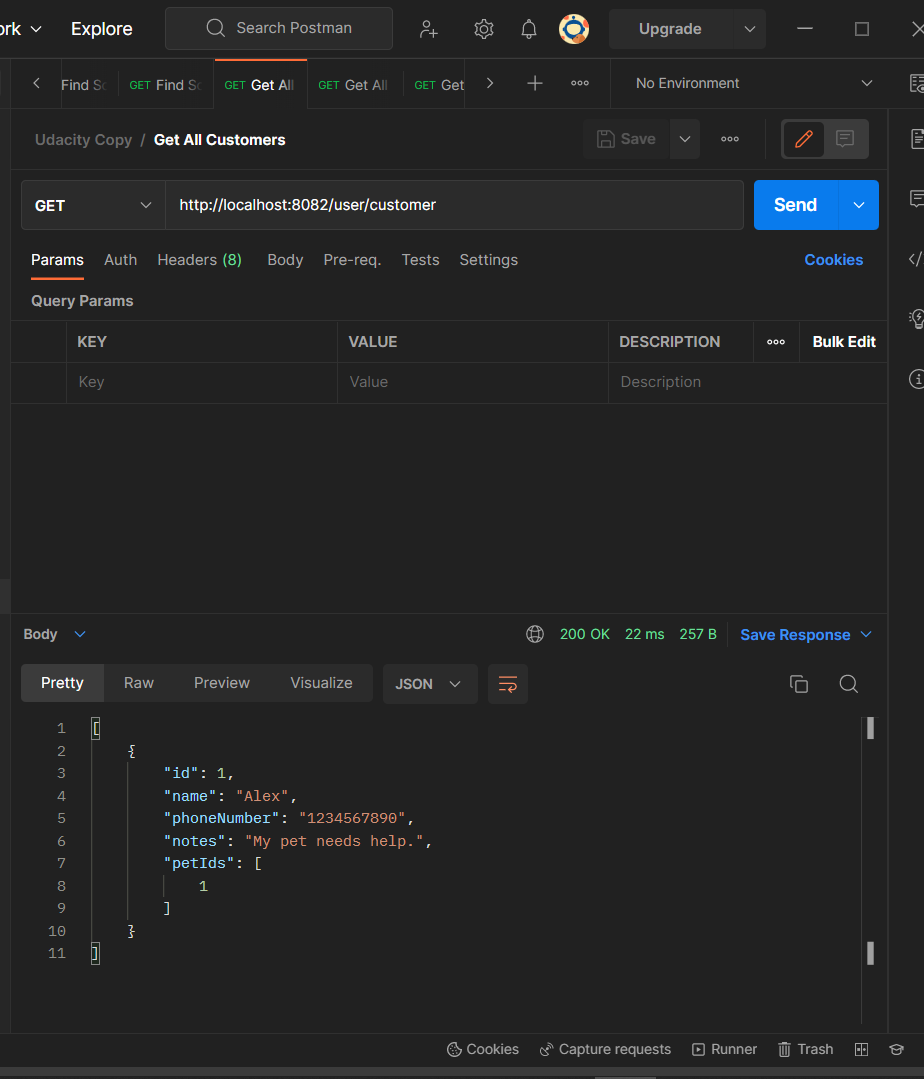 ork Explore Search Postman Upgrade
Find Sc GET Find Sc GET Get All GET Get All GET Get No Environment
Udacity Copy / Get All Customers Save
GET http://localhost:8082/user/customer Send
Params Auth Headers (8) Body Pre-req. Tests Settings Cookies
Query Params
KEY VALUE DESCRIPTION Bulk Edit
Key Value Description
Body 200 OK 22 ms 257 B Save Response
Pretty Raw Preview Visualize JSON
1 [
2 {
3 "id": 1,
4 "name": "Alex",
5 "phoneNumber": "1234567890",
6 "notes": "My pet needs help.",
7 "petIds": [
8 1
9 ]
10 }
11 ]
Cookies Capture requests Runner Trash